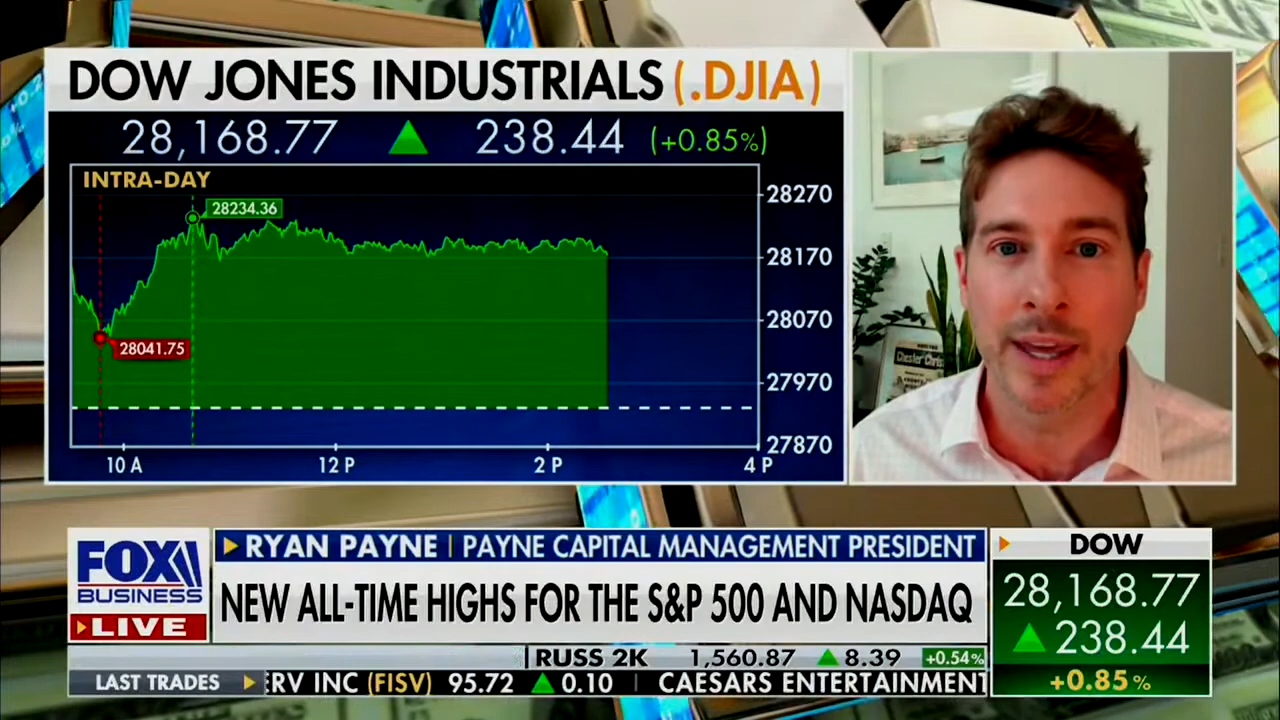 DOW JONES INDUSTRIALS (.DJIA)
28,168.77 ▲ 238.44 (+0.85%)
INTRA-DAY
28234.36
28041.75
28270
28170
28070
27970
27870
10 A 12 P 2 P 4 P
Chester Chris
FOX
BUSINESS
LIVE
RYAN PAYNE | PAYNE CAPITAL MANAGEMENT PRESIDENT
NEW ALL-TIME HIGHS FOR THE S&P 500 AND NASDAQ
RUSS 2K 1,560.87 ▲ 8.39 +0.54%
LAST TRADES ERV INC (FISV) 95.72 ▲ 0.10 | CAESARS ENTERTAINMENT
DOW
28,168.77
▲ 238.44
+0.85%